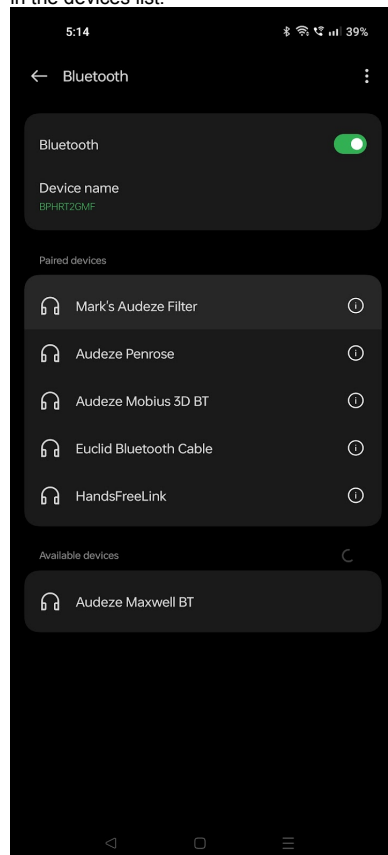 in the devices list.
5:14
39%
Bluetooth
Bluetooth
Device name
BPHRT2GMF
Paired devices
Mark's Audeze Filter
Audeze Penrose
Audeze Mobius 3D BT
Euclid Bluetooth Cable
HandsFreeLink
Available devices
Audeze Maxwell BT